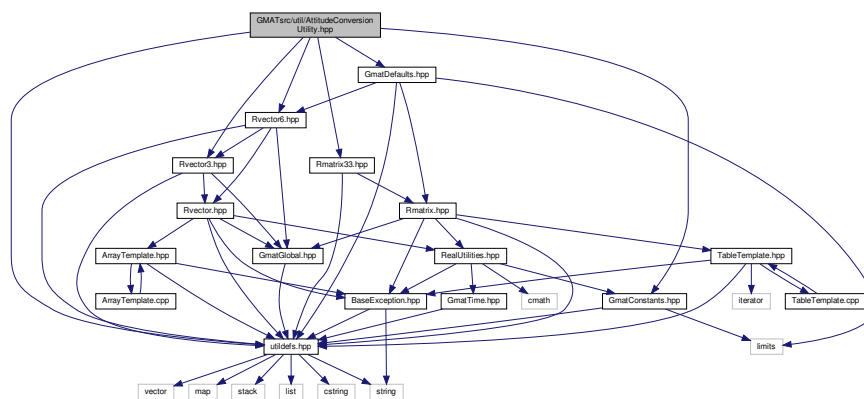 GMATsrc/util/AttitudeConversion
Utility.hpp
GmatDefaults.hpp
Rvector6.hpp
Rvector3.hpp
Rmatrix33.hpp
Rvector.hpp
Rmatrix.hpp
ArrayTemplate.hpp
GmatGlobal.hpp
RealUtilities.hpp
TableTemplate.hpp
ArrayTemplate.cpp
BaseException.hpp
GmatTime.hpp
cmath
GmatConstants.hpp
iterator
TableTemplate.cpp
utildefs.hpp
limits
vector
map
stack
list
cstring
string